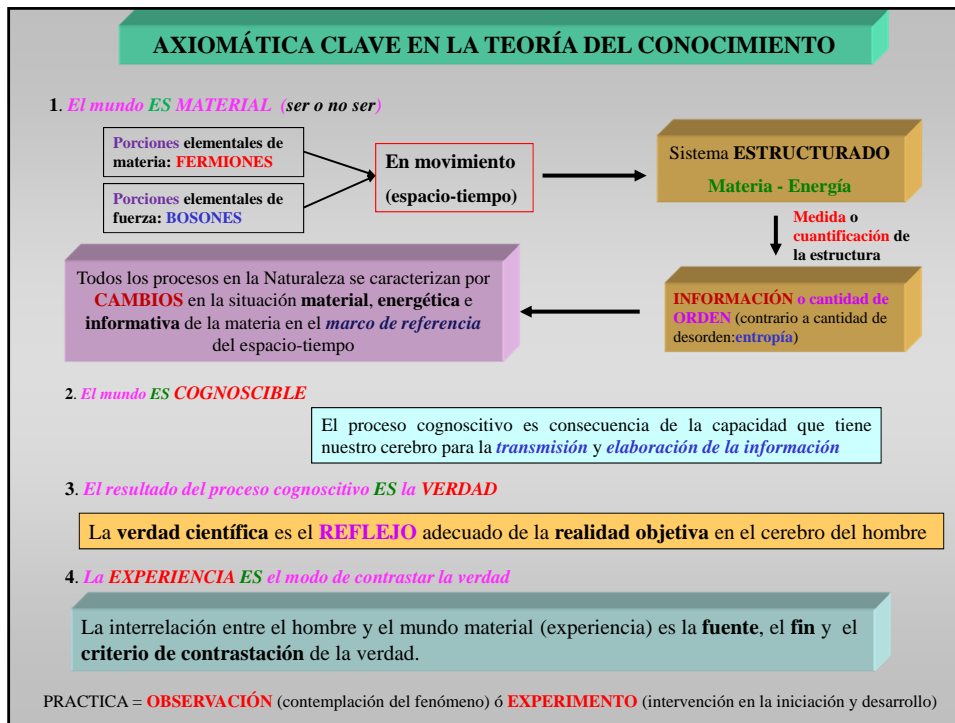 AXIOMÁTICA CLAVE EN LA TEORÍA DEL CONOCIMIENTO
1. El mundo ES MATERIAL (ser o no ser)
Porciones elementales de
materia: FERMIONES
Porciones elementales de
fuerza: BOSONES
En movimiento
(espacio-tiempo)
Sistema ESTRUCTURADO
Materia - Energía
Medida o
cuantificación de
la estructura
INFORMACIÓN o cantidad de
ORDEN (contrario a cantidad de
desorden:entropía)
Todos los procesos en la Naturaleza se caracterizan por
CAMBIOS en la situación material, energética e
informativa de la materia en el marco de referencia
del espacio-tiempo
2. El mundo ES COGNOSCIBLE
El proceso cognoscitivo es consecuencia de la capacidad que tiene
nuestro cerebro para la transmisión y elaboración de la información
3. El resultado del proceso cognoscitivo ES la VERDAD
La verdad científica es el REFLEJO adecuado de la realidad objetiva en el cerebro del hombre
4. La EXPERIENCIA ES el modo de contrastar la verdad
La interrelación entre el hombre y el mundo material (experiencia) es la fuente, el fin y el
criterio de contrastación de la verdad.
PRACTICA = OBSERVACIÓN (contemplación del fenómeno) ó EXPERIMENTO (intervención en la iniciación y desarrollo)